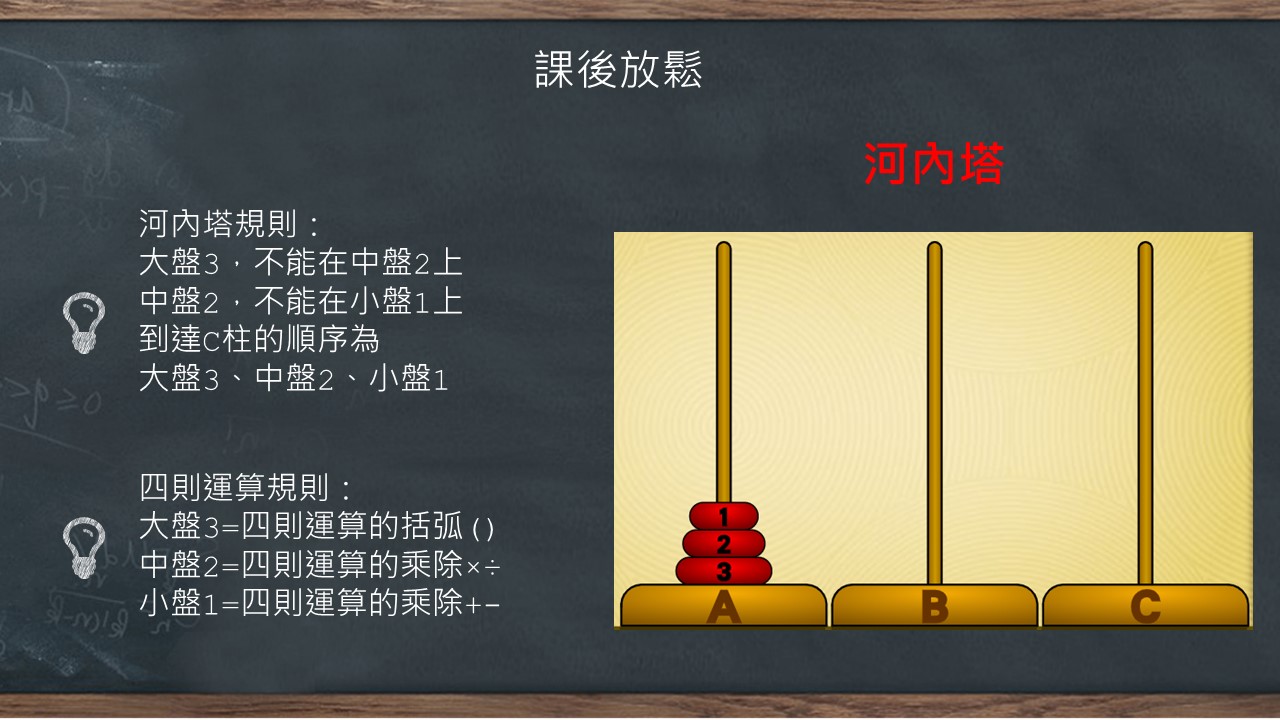 課後放鬆
河內塔
河內塔規則：
大盤3，不能在中盤2上
中盤2，不能在小盤1上
到達C柱的順序為
大盤3、中盤2、小盤1
四則運算規則：
大盤3=四則運算的括弧()
中盤2=四則運算的乘除×÷
小盤1=四則運算的乘除+-
1
2
3
A B C